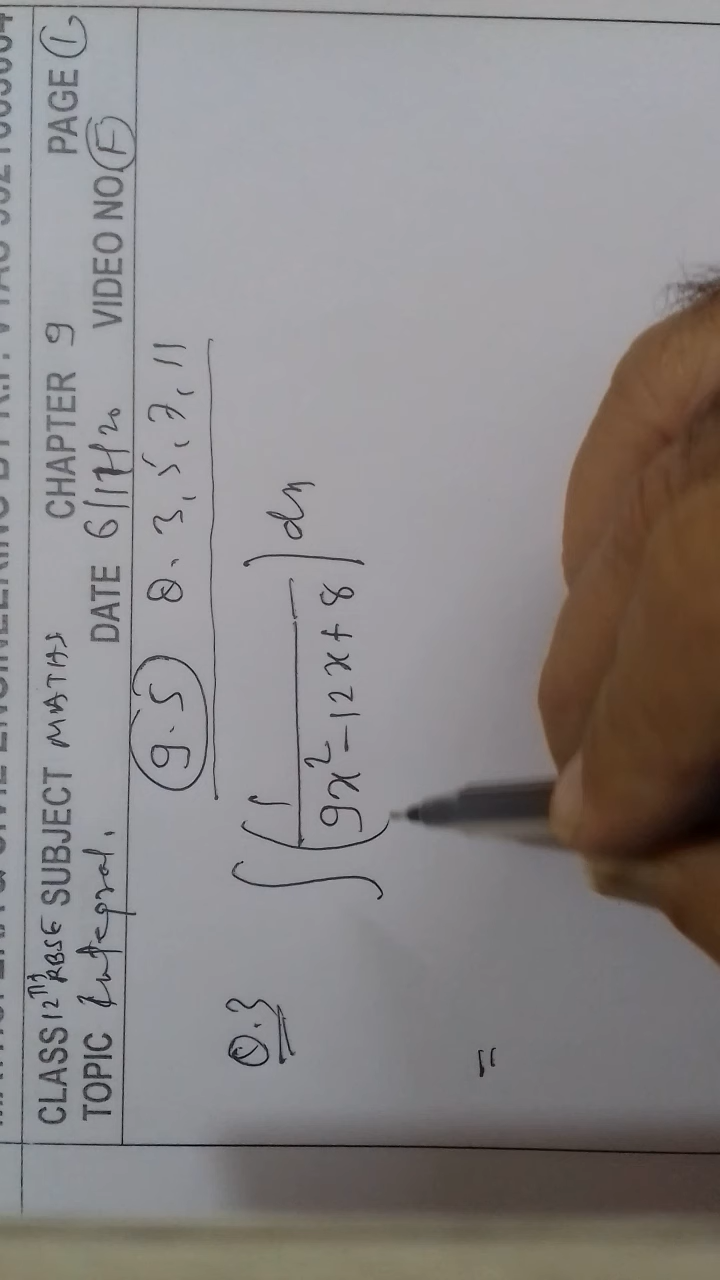 CLASS 12TH RBSE SUBJECT MATHS CHAPTER 9 PAGE 1
TOPIC Integral. DATE 6/17/20 VIDEO NO. F
9.5 Q. 3, 5, 7, 11
Q.3 ∫ ( 1 / 9x² - 12x + 8 ) dx
=